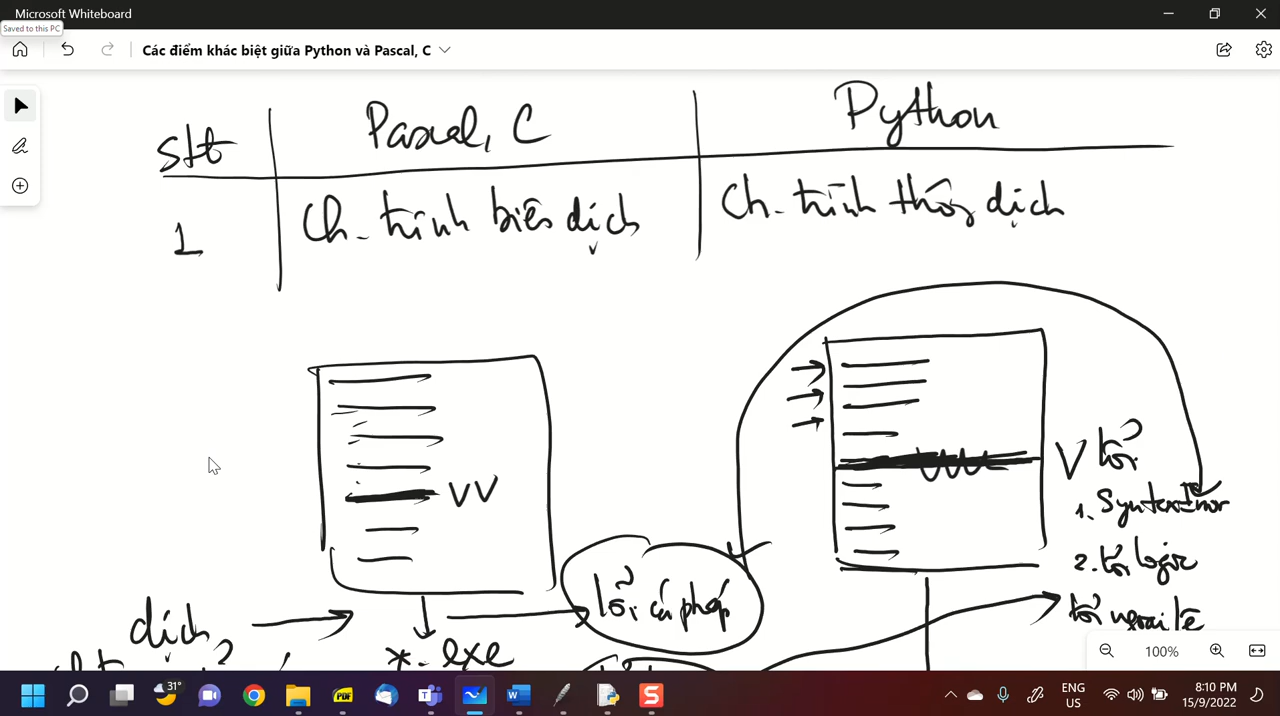 Microsoft Whiteboard
Saved to this PC
Các điểm khác biệt giữa Python và Pascal, C
stt
Pascal, C
Python
1
Ch. trình biên dịch
Ch. trình thông dịch
VV
V lỗi
1. SyntaxError
2. lỗi logic
lỗi ngoại lệ
lỗi cú pháp
dịch
*.exe
100%
31°
ENG
US
8:10 PM
15/9/2022